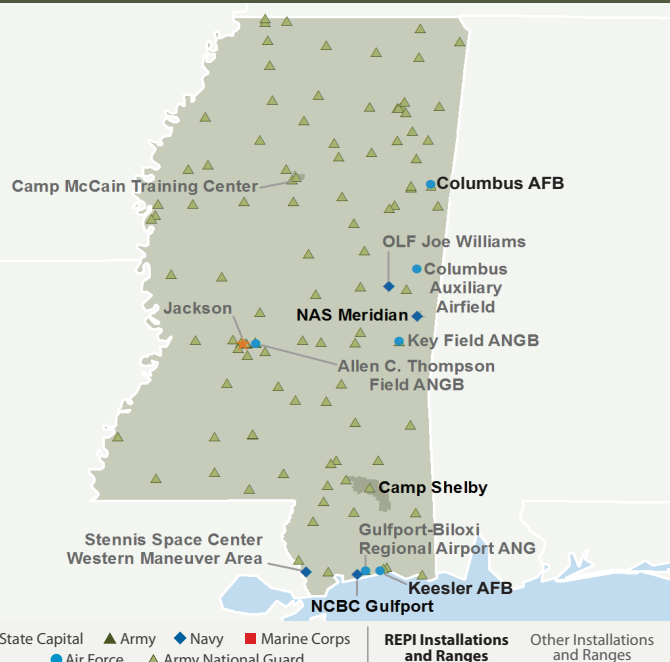 Camp McCain Training Center
Columbus AFB
OLF Joe Williams
Columbus
Auxiliary
Airfield
Jackson
NAS Meridian
Key Field ANGB
Allen C. Thompson
Field ANGB
Camp Shelby
Gulfport-Biloxi
Regional Airport ANG
Stennis Space Center
Western Maneuver Area
Keesler AFB
NCBC Gulfport
State Capital Army Navy Marine Corps
Air Force Army National Guard
REPI Installations
and Ranges
Other Installations
and Ranges